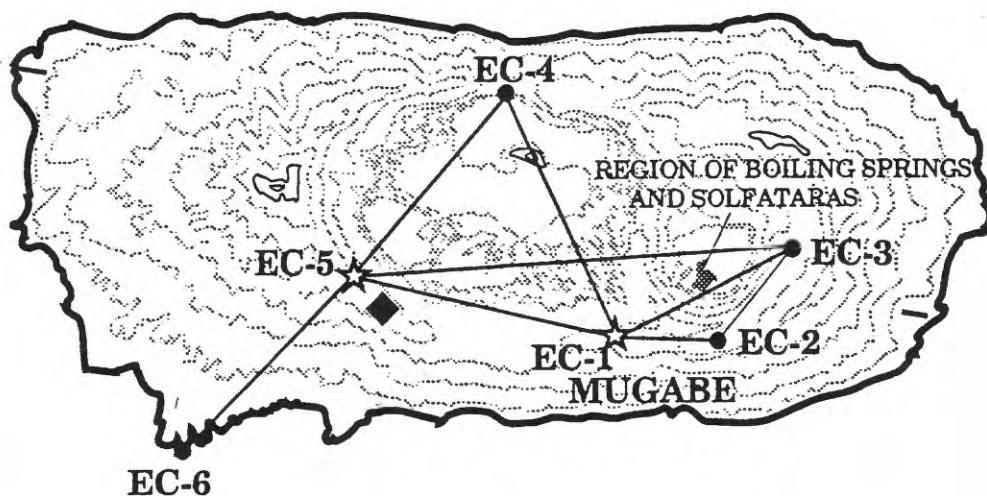 EC-4
REGION OF BOILING SPRINGS
AND SOLFATARAS
EC-5
EC-3
EC-1
EC-2
MUGABE
EC-6